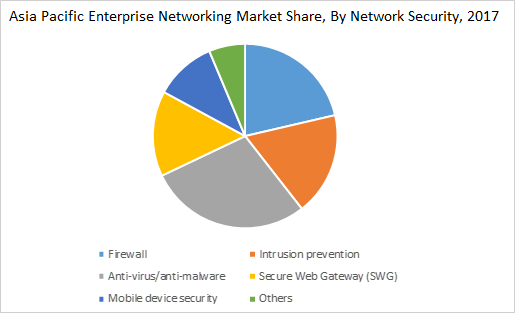 Asia Pacific Enterprise Networking Market Share, By Network Security, 2017
Firewall
Intrusion prevention
Anti-virus/anti-malware
Secure Web Gateway (SWG)
Mobile device security
Others